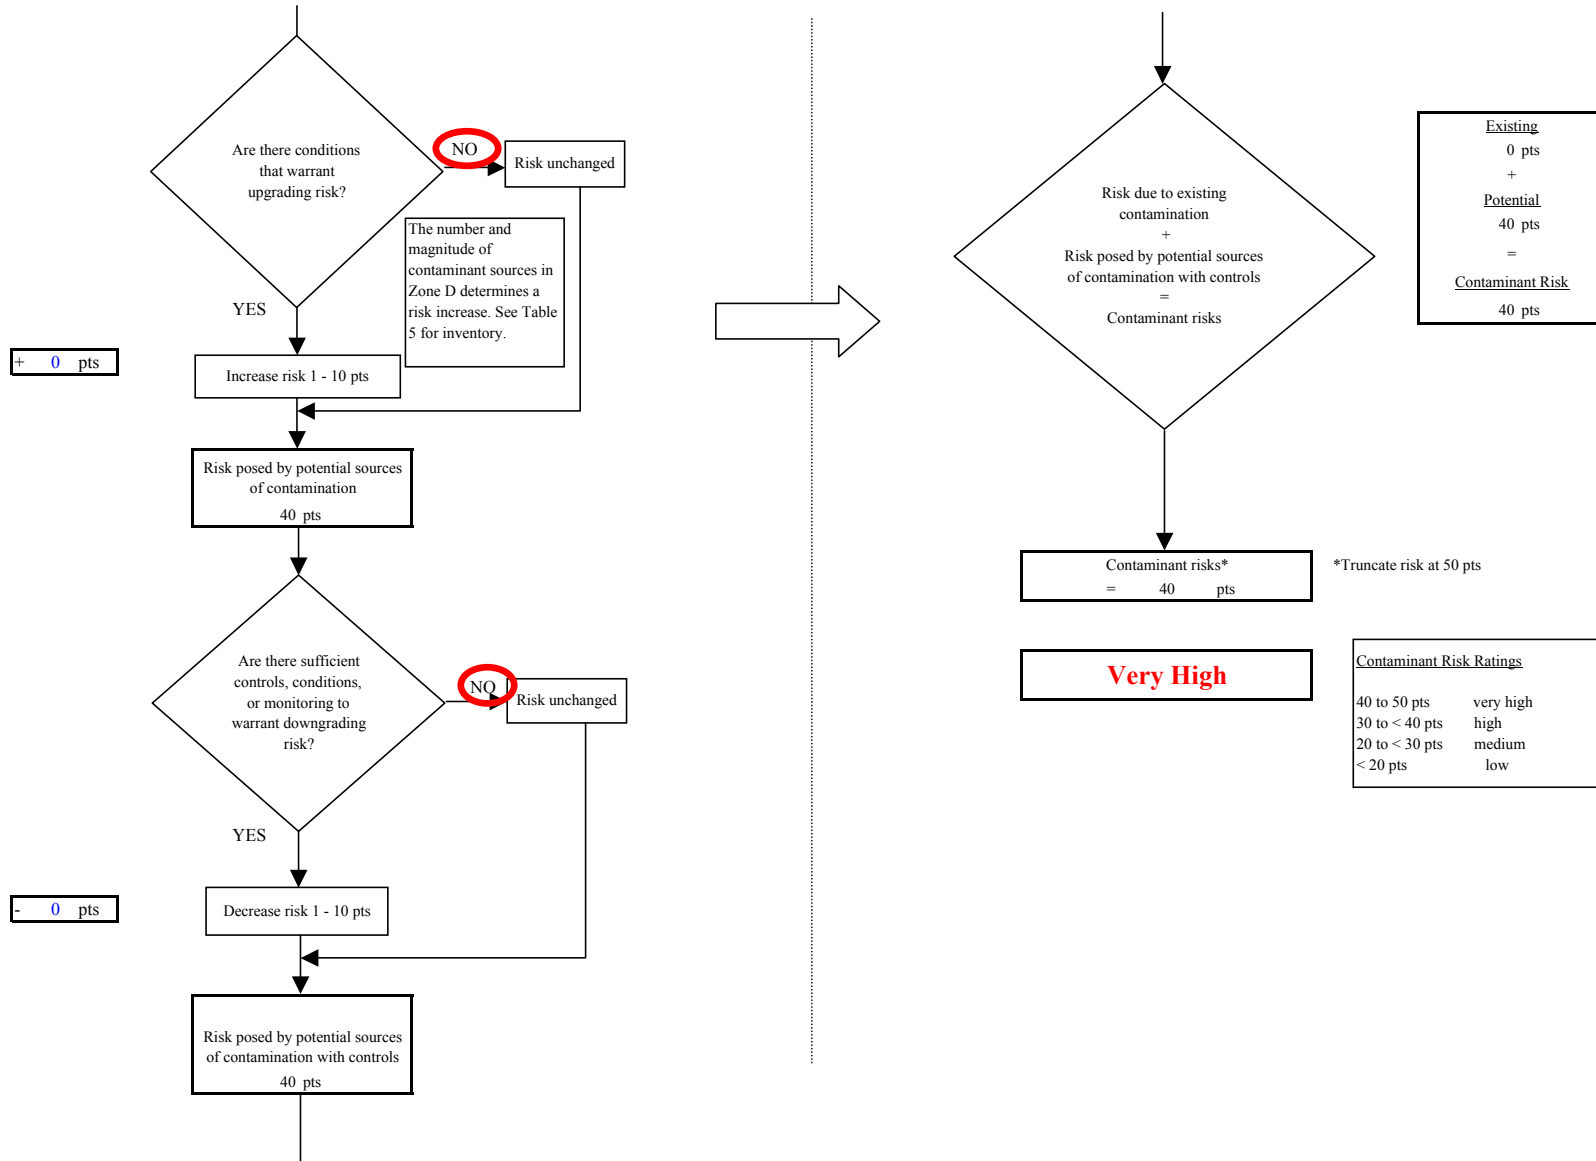 Are there conditions
that warrant
upgrading risk?
NO
Risk unchanged
The number and
magnitude of
contaminant sources in
Zone D determines a
risk increase. See Table
5 for inventory.
YES
+ 0 pts
Increase risk 1 - 10 pts
Risk posed by potential sources
of contamination
40 pts
Are there sufficient
controls, conditions,
or monitoring to
warrant downgrading
risk?
NO
Risk unchanged
YES
- 0 pts
Decrease risk 1 - 10 pts
Risk posed by potential sources
of contamination with controls
40 pts
Risk due to existing
contamination
+
Risk posed by potential sources
of contamination with controls
=
Contaminant risks
Existing
0 pts
+
Potential
40 pts
=
Contaminant Risk
40 pts
Contaminant risks*
= 40 pts
*Truncate risk at 50 pts
Very High
Contaminant Risk Ratings
40 to 50 pts very high
30 to < 40 pts high
20 to < 30 pts medium
< 20 pts low